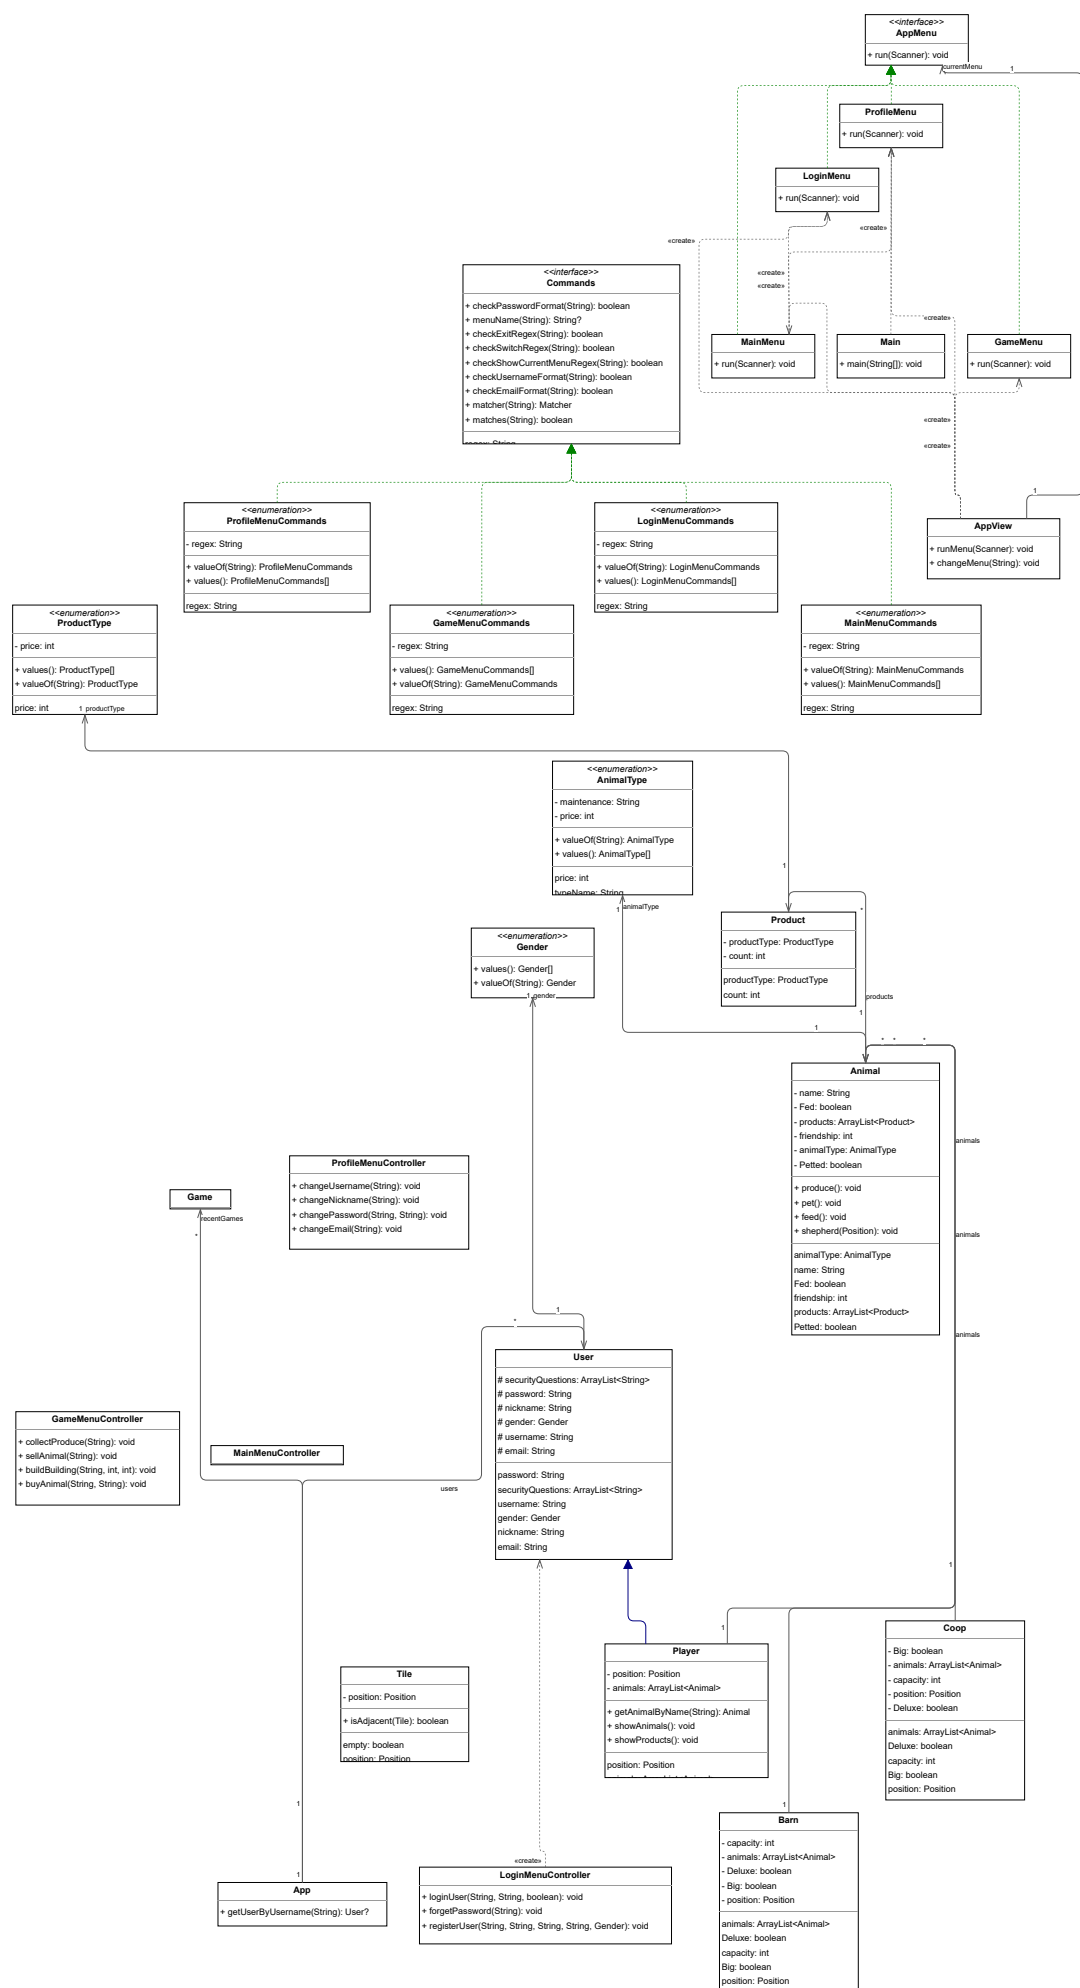 <<interface>>
AppMenu
+ run(Scanner): void
currentMenu
1
ProfileMenu
+ run(Scanner): void
LoginMenu
+ run(Scanner): void
«create»
«create»
«create»
«create»
<<interface>>
Commands
+ checkPasswordFormat(String): boolean
+ menuName(String): String?
+ checkExitRegex(String): boolean
+ checkSwitchRegex(String): boolean
+ checkShowCurrentMenuRegex(String): boolean
+ checkUsernameFormat(String): boolean
+ checkEmailFormat(String): boolean
+ matcher(String): Matcher
+ matches(String): boolean
regex: String
«create»
MainMenu
+ run(Scanner): void
Main
+ main(String[]): void
GameMenu
+ run(Scanner): void
«create»
«create»
1
AppView
+ runMenu(Scanner): void
+ changeMenu(String): void
<<enumeration>>
ProfileMenuCommands
- regex: String
+ valueOf(String): ProfileMenuCommands
+ values(): ProfileMenuCommands[]
regex: String
<<enumeration>>
LoginMenuCommands
- regex: String
+ valueOf(String): LoginMenuCommands
+ values(): LoginMenuCommands[]
regex: String
<<enumeration>>
ProductType
- price: int
+ values(): ProductType[]
+ valueOf(String): ProductType
price: int
1 productType
<<enumeration>>
GameMenuCommands
- regex: String
+ values(): GameMenuCommands[]
+ valueOf(String): GameMenuCommands
regex: String
<<enumeration>>
MainMenuCommands
- regex: String
+ valueOf(String): MainMenuCommands
+ values(): MainMenuCommands[]
regex: String
<<enumeration>>
AnimalType
- maintenance: String
- price: int
+ valueOf(String): AnimalType
+ values(): AnimalType[]
price: int
typeName: String
1 animalType
1
*
Product
- productType: ProductType
- count: int
productType: ProductType
count: int
products
1
1
<<enumeration>>
Gender
+ values(): Gender[]
+ valueOf(String): Gender
1 gender
* * *
Animal
- name: String
- Fed: boolean
- products: ArrayList<Product>
- friendship: int
- animalType: AnimalType
- Petted: boolean
+ produce(): void
+ pet(): void
+ feed(): void
+ shepherd(Position): void
animalType: AnimalType
name: String
Fed: boolean
friendship: int
products: ArrayList<Product>
Petted: boolean
animals
animals
animals
ProfileMenuController
+ changeUsername(String): void
+ changeNickname(String): void
+ changePassword(String, String): void
+ changeEmail(String): void
Game
recentGames
*
1
*
User
# securityQuestions: ArrayList<String>
# password: String
# nickname: String
# gender: Gender
# username: String
# email: String
password: String
securityQuestions: ArrayList<String>
username: String
gender: Gender
nickname: String
email: String
GameMenuController
+ collectProduce(String): void
+ sellAnimal(String): void
+ buildBuilding(String, int, int): void
+ buyAnimal(String, String): void
MainMenuController
users
1
1
Coop
- Big: boolean
- animals: ArrayList<Animal>
- capacity: int
- position: Position
- Deluxe: boolean
animals: ArrayList<Animal>
Deluxe: boolean
capacity: int
Big: boolean
position: Position
Player
- position: Position
- animals: ArrayList<Animal>
+ getAnimalByName(String): Animal
+ showAnimals(): void
+ showProducts(): void
position: Position
Tile
- position: Position
+ isAdjacent(Tile): boolean
empty: boolean
position: Position
1
1
1
Barn
- capacity: int
- animals: ArrayList<Animal>
- Deluxe: boolean
- Big: boolean
- position: Position
animals: ArrayList<Animal>
Deluxe: boolean
capacity: int
Big: boolean
position: Position
«create»
LoginMenuController
+ loginUser(String, String, boolean): void
+ forgetPassword(String): void
+ registerUser(String, String, String, String, Gender): void
App
+ getUserByUsername(String): User?